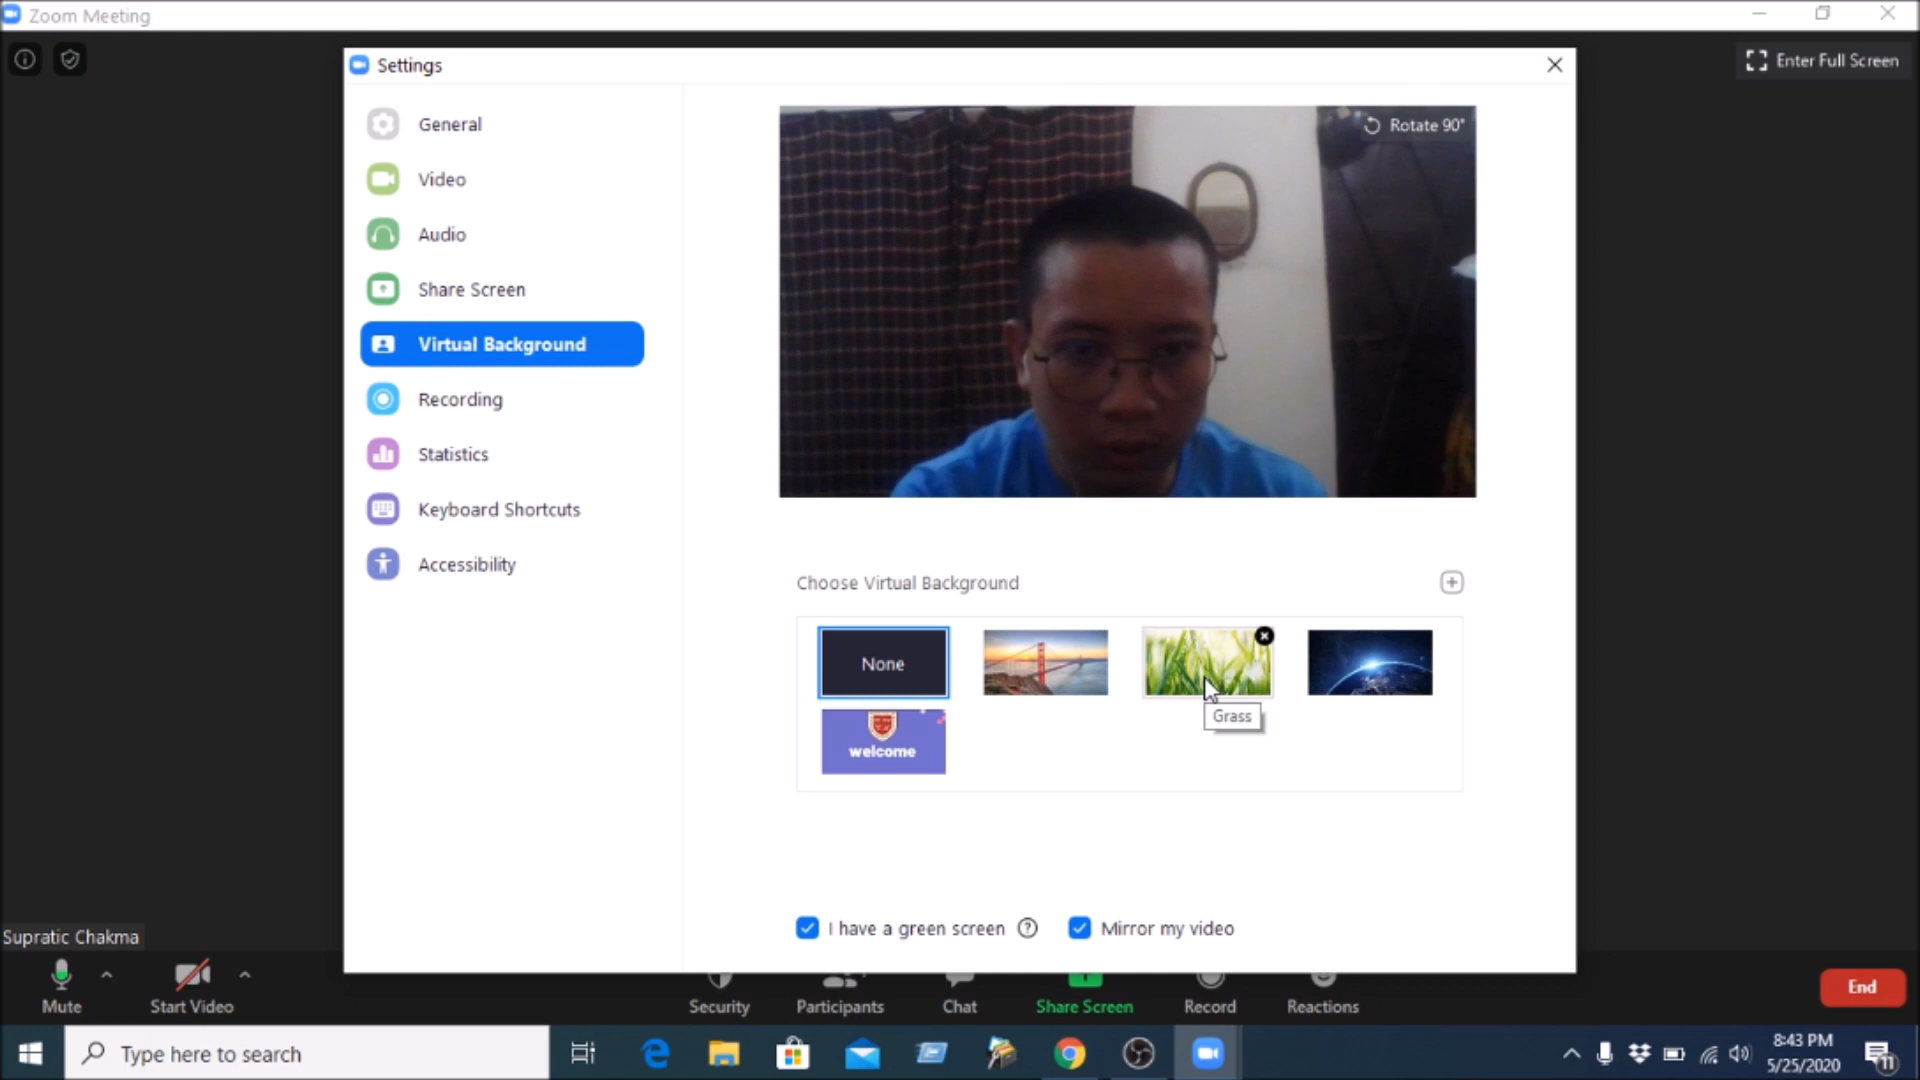 Zoom Meeting
Enter Full Screen
Settings
General
Video
Audio
Share Screen
Virtual Background
Recording
Statistics
Keyboard Shortcuts
Accessibility
Rotate 90°
Choose Virtual Background
None
Grass
welcome
I have a green screen
Mirror my video
Supratic Chakma
Mute
Start Video
Security
Participants
Chat
Share Screen
Record
Reactions
End
Type here to search
8:43 PM
5/25/2020
11